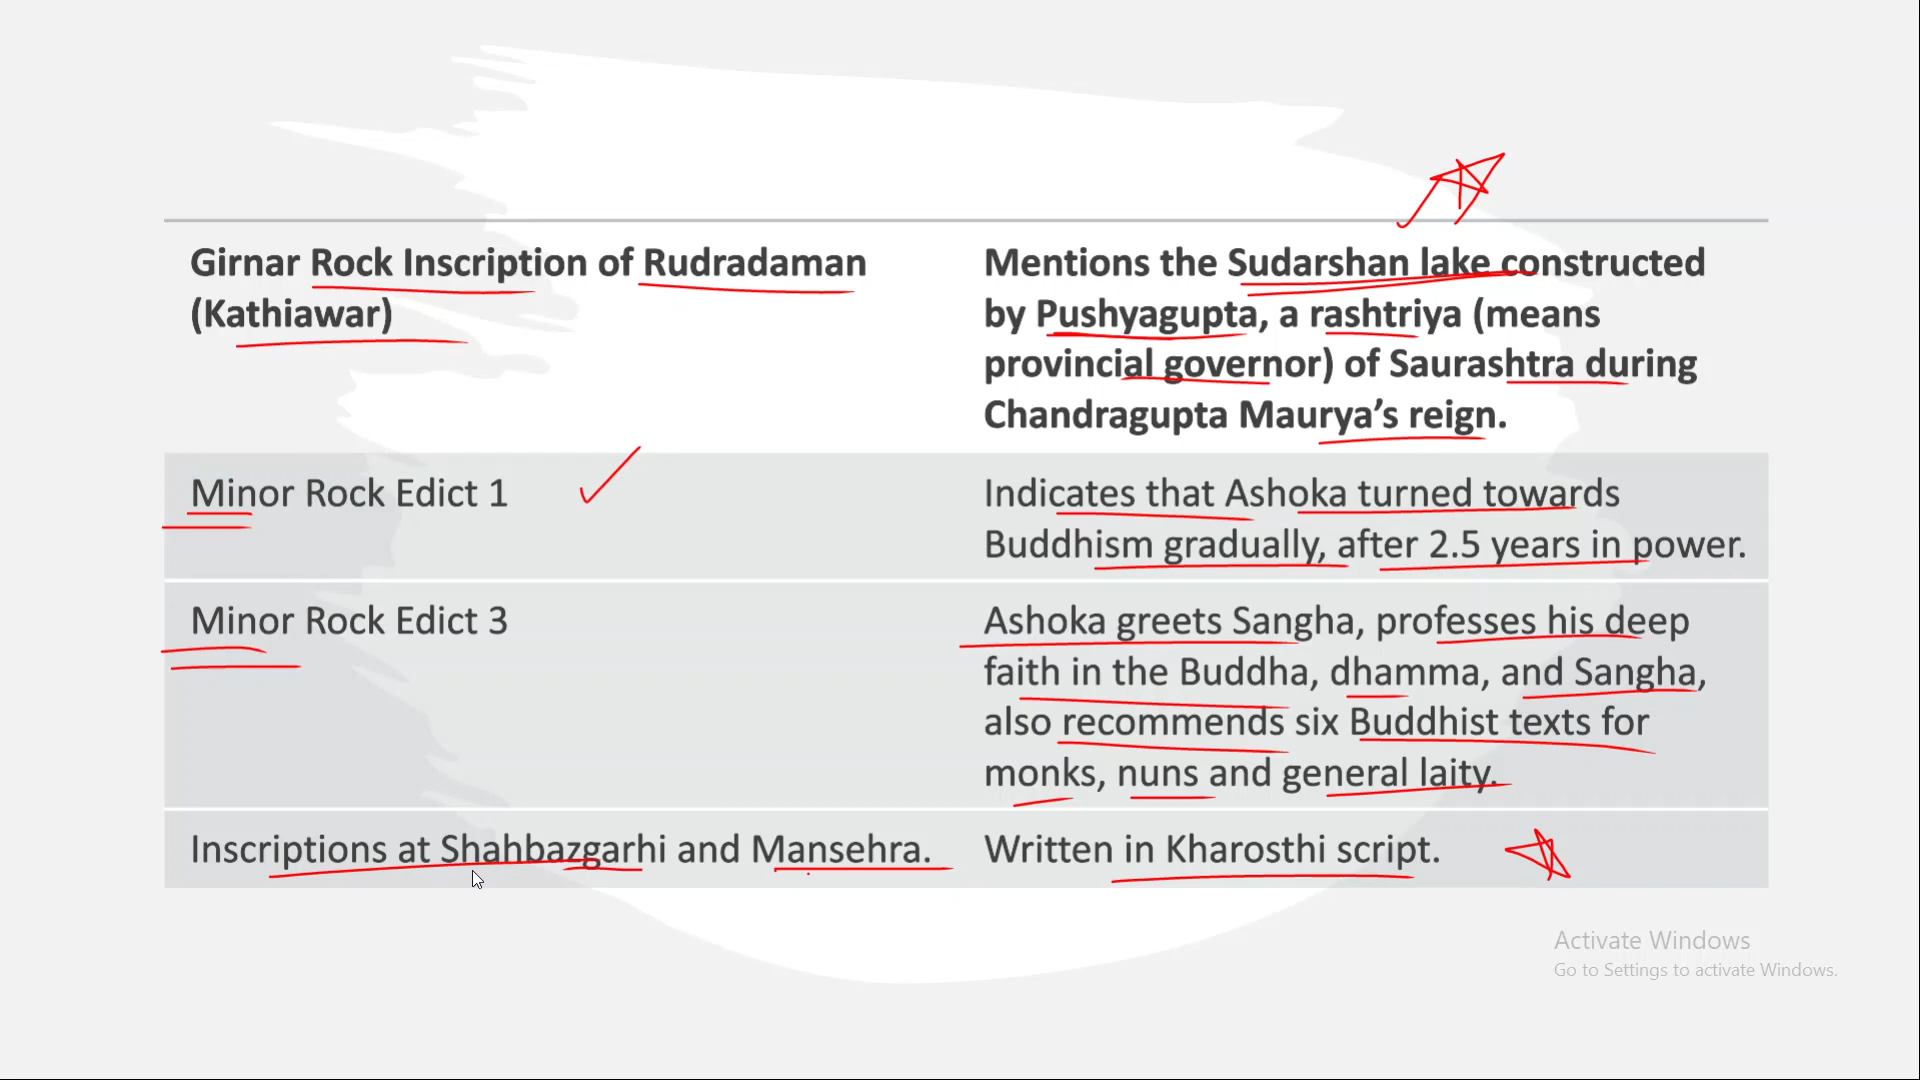 Girnar Rock Inscription of Rudradaman
(Kathiawar)
Mentions the Sudarshan lake constructed
by Pushyagupta, a rashtriya (means
provincial governor) of Saurashtra during
Chandragupta Maurya’s reign.
Minor Rock Edict 1
Indicates that Ashoka turned towards
Buddhism gradually, after 2.5 years in power.
Minor Rock Edict 3
Ashoka greets Sangha, professes his deep
faith in the Buddha, dhamma, and Sangha,
also recommends six Buddhist texts for
monks, nuns and general laity.
Inscriptions at Shahbazgarhi and Mansehra.
Written in Kharosthi script.
Activate Windows
Go to Settings to activate Windows.